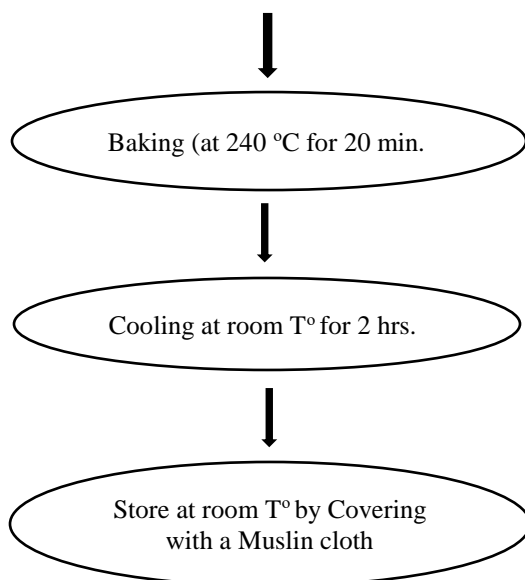 Baking (at 240 ºC for 20 min.
Cooling at room Tº for 2 hrs.
Store at room Tº by Covering
with a Muslin cloth